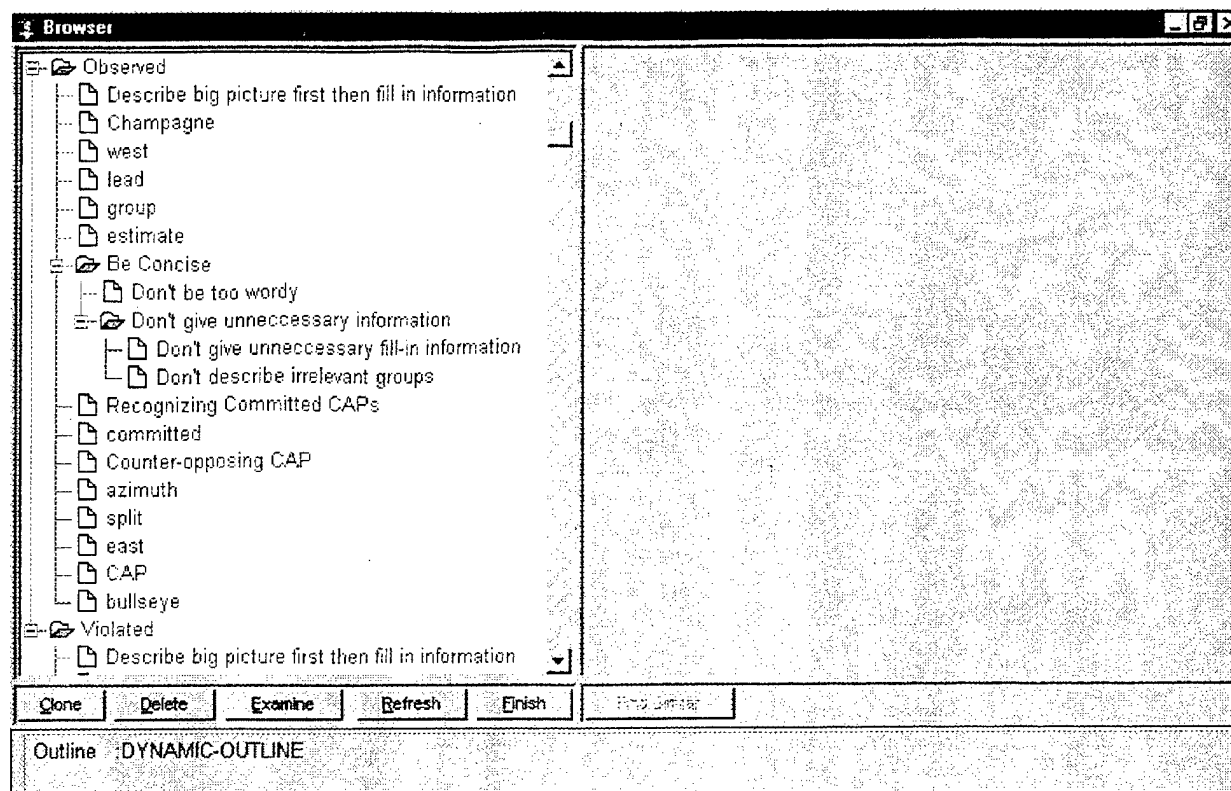 Browser
Observed
Describe big picture first then fill in information
Champagne
west
lead
group
estimate
Be Concise
Don't be too wordy
Don't give unneccessary information
Don't give unneccessary fill-in information
Don't describe irrelevant groups
Recognizing Committed CAPs
committed
Counter-opposing CAP
azimuth
split
east
CAP
bullseye
Violated
Describe big picture first then fill in information
Clone Delete Examine Refresh Finish
Outline :DYNAMIC-OUTLINE